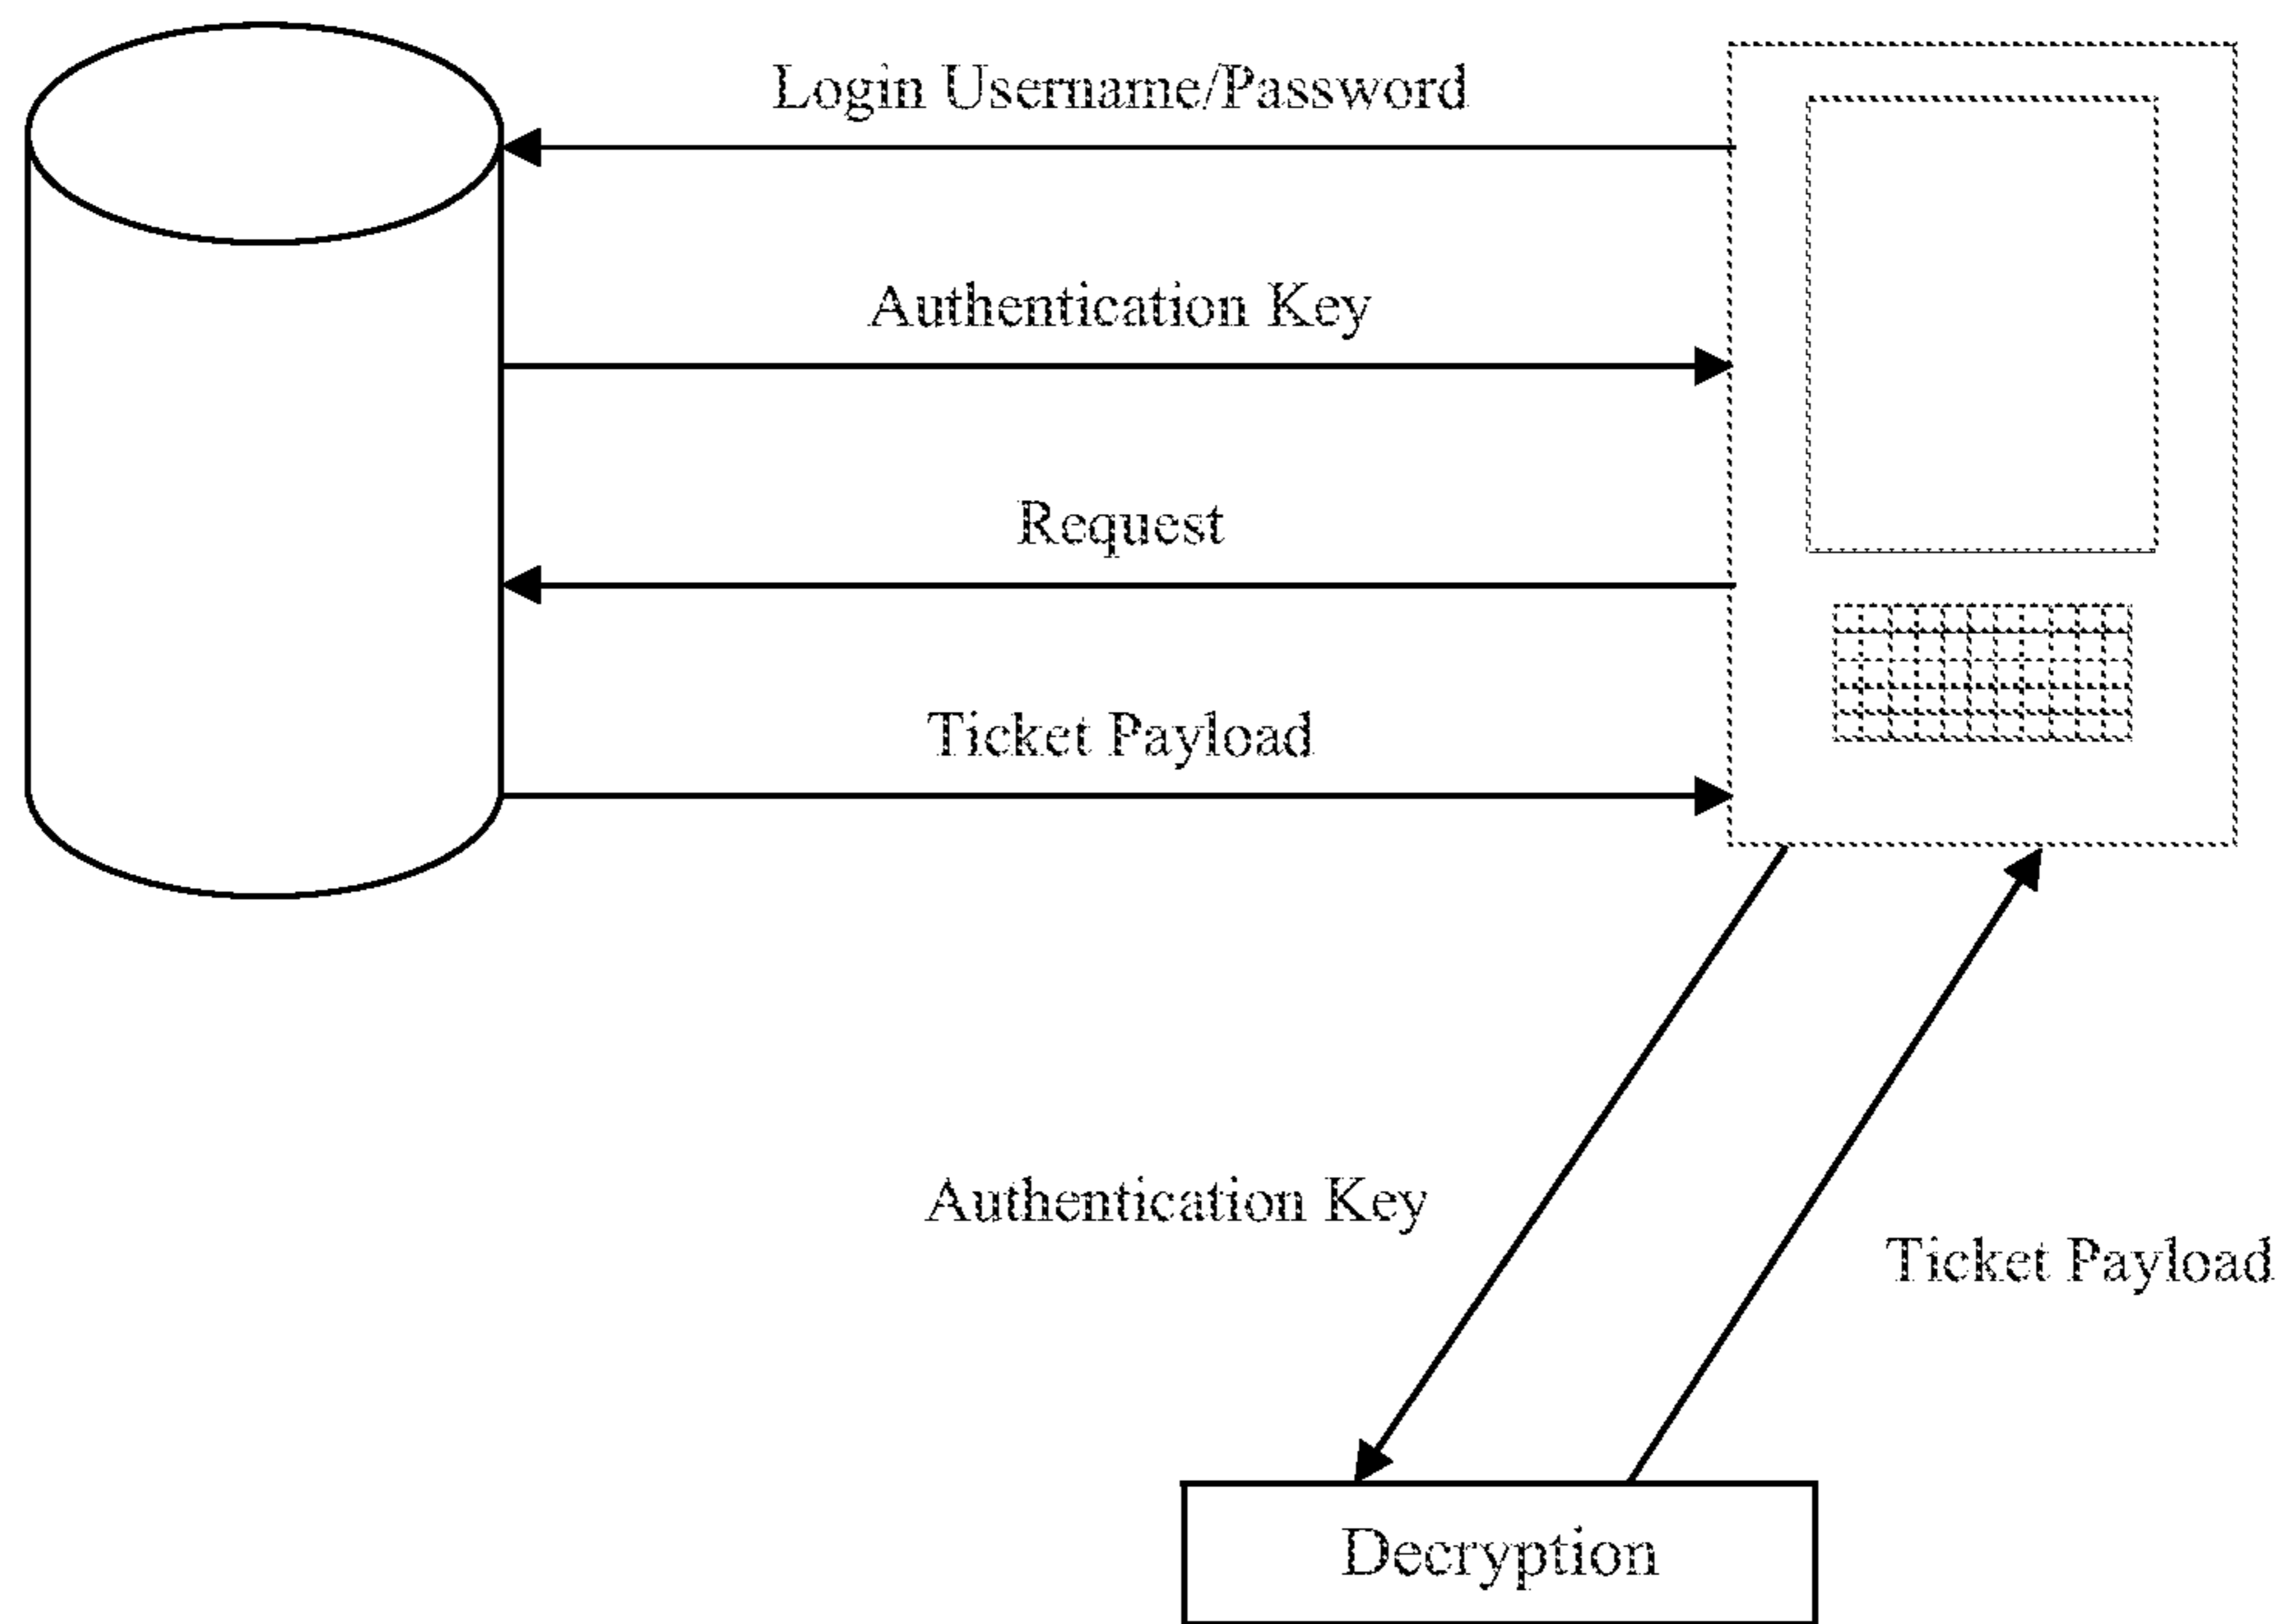 Login Username/Password
Authentication Key
Request
Ticket Payload
Authentication Key
Ticket Payload
Decryption